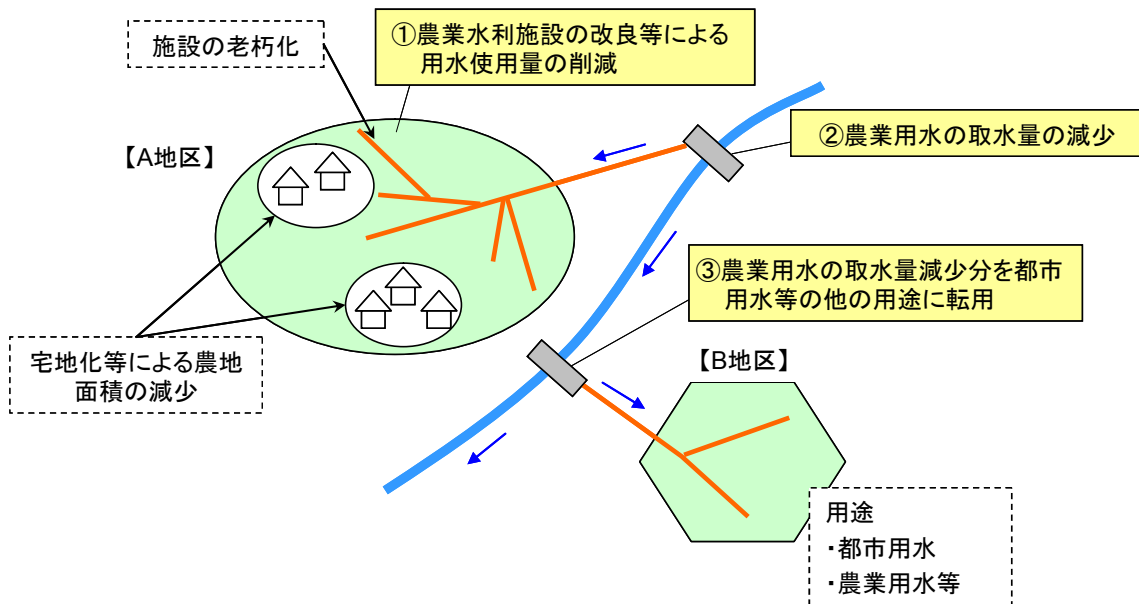 施設の老朽化
①農業水利施設の改良等による
用水使用量の削減
【A地区】
②農業用水の取水量の減少
③農業用水の取水量減少分を都市
用水等の他の用途に転用
宅地化等による農地
面積の減少
【B地区】
用途
・都市用水
・農業用水等